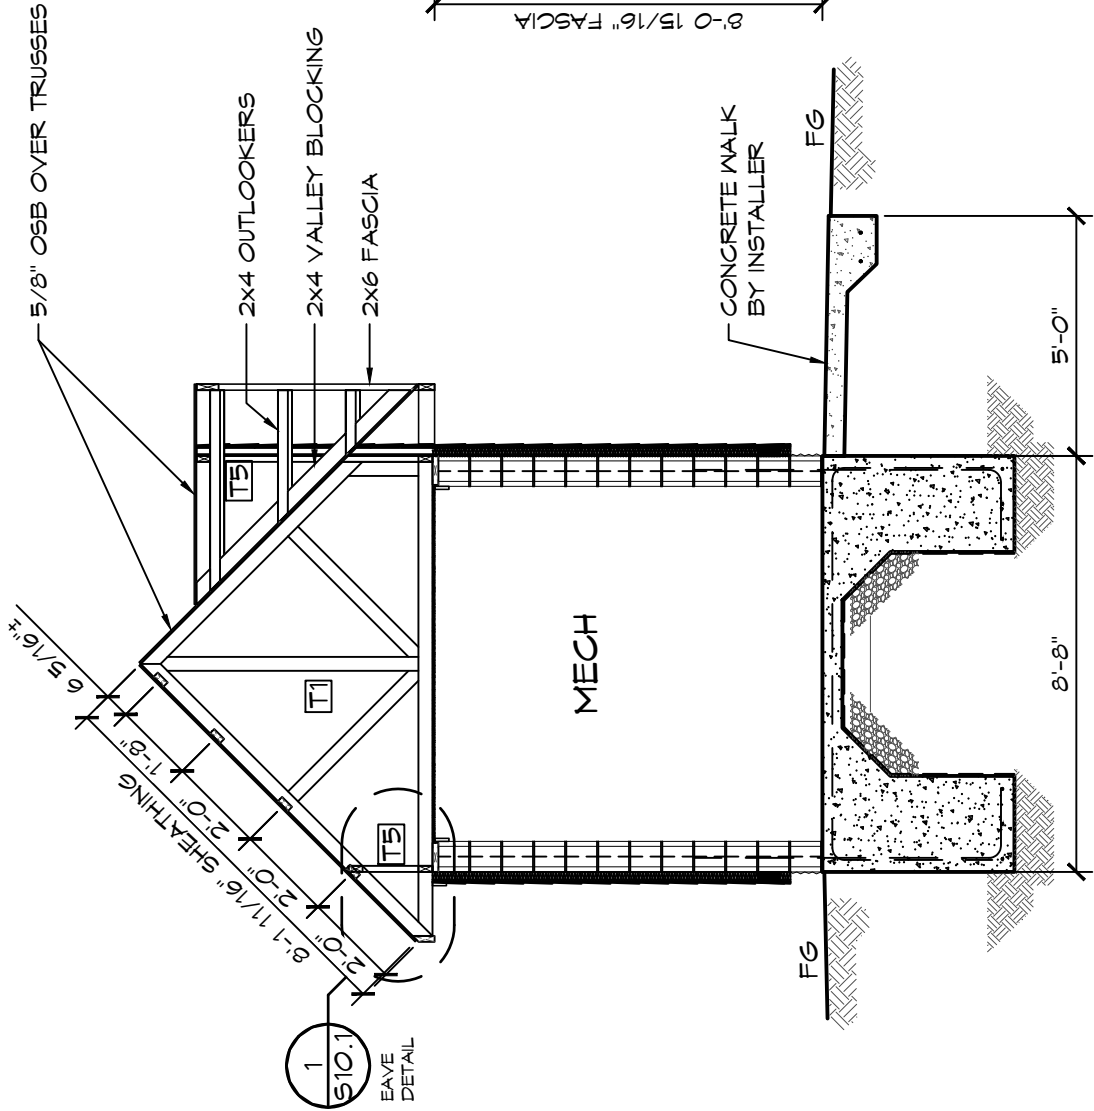 8'-0 15/16" FASCIA
5/8" OSB OVER TRUSSES
2x4 OUTLOOKERS
2x4 VALLEY BLOCKING
2x6 FASCIA
T5
6 5/16"±
1'-8"
2'-0"
2'-0"
2'-0"
8'-1 11/16" SHEATHING
T1
T5
1
S10.1
EAVE
DETAIL
MECH
CONCRETE WALK
BY INSTALLER
FG
FG
5'-0"
8'-8"